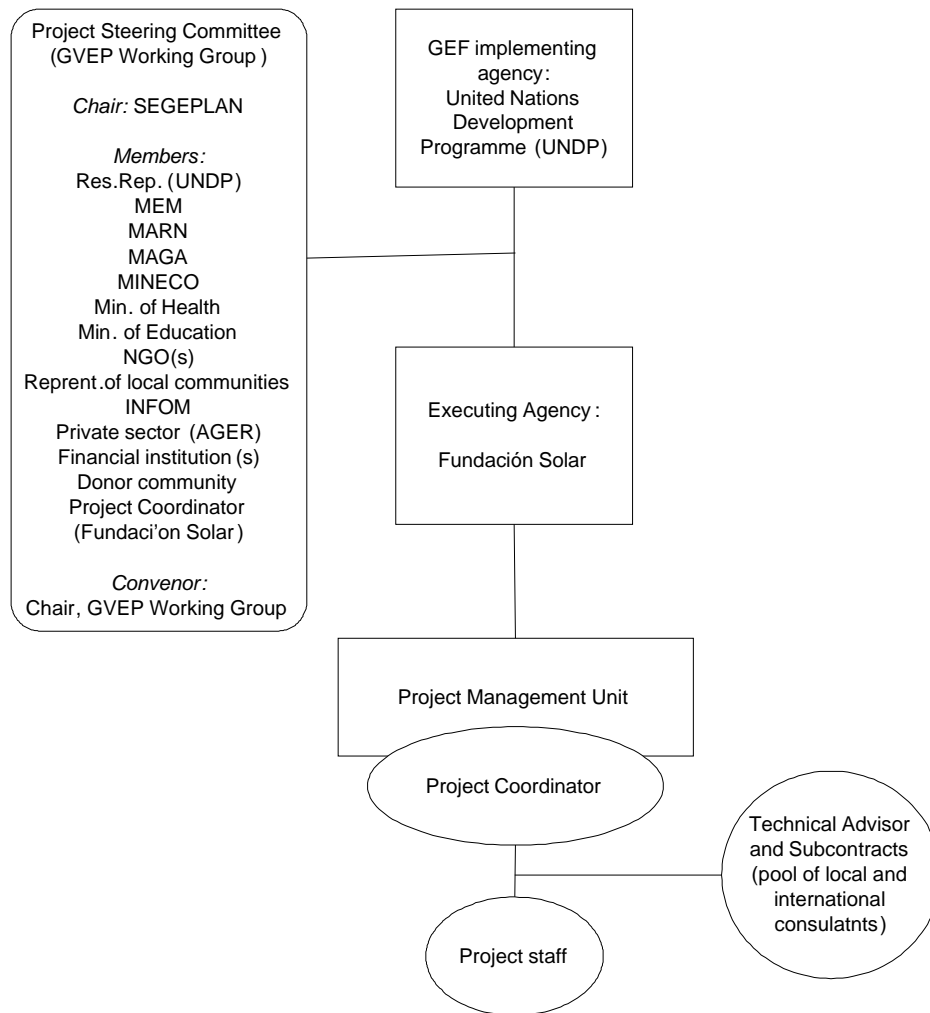 Project Steering Committee
(GVEP Working Group )
Chair: SEGEPLAN
Members:
Res.Rep. (UNDP)
MEM
MARN
MAGA
MINECO
Min. of Health
Min. of Education
NGO(s)
Reprent.of local communities
INFOM
Private sector (AGER)
Financial institution (s)
Donor community
Project Coordinator
(Fundaci'on Solar )
Convenor:
Chair, GVEP Working Group
GEF implementing
agency:
United Nations
Development
Programme (UNDP)
Executing Agency :
Fundación Solar
Project Management Unit
Project Coordinator
Technical Advisor
and Subcontracts
(pool of local and
international
consulatnts)
Project staff